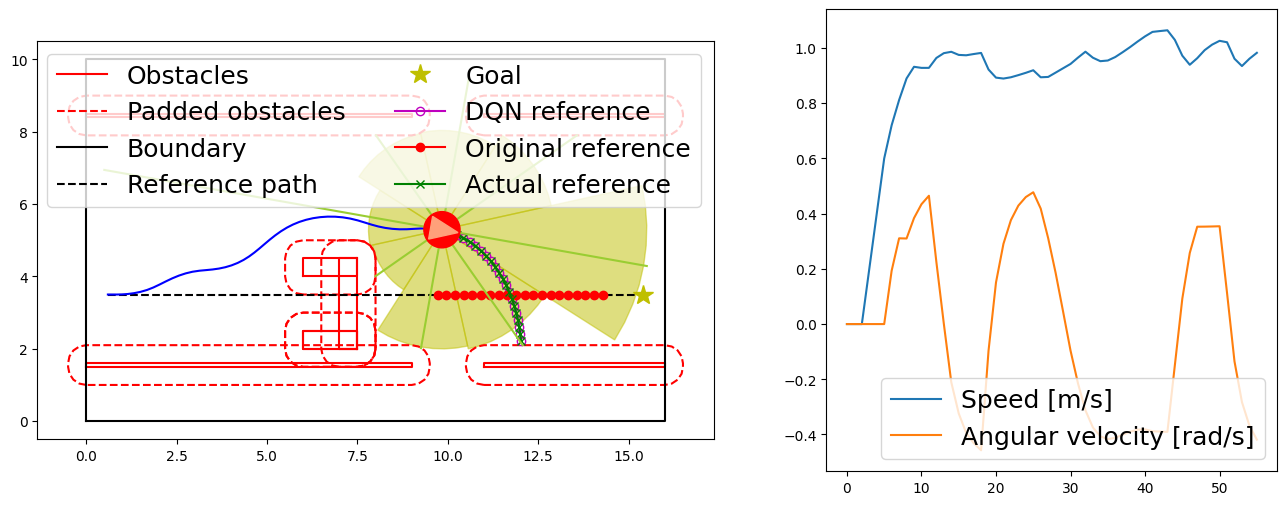 Obstacles
Padded obstacles
Boundary
Reference path
Goal
DQN reference
Original reference
Actual reference
10
8
6
4
2
0
0.0 2.5 5.0 7.5 10.0 12.5 15.0
1.0
0.8
0.6
0.4
0.2
0.0
−0.2
−0.4
Speed [m/s]
Angular velocity [rad/s]
0 10 20 30 40 50